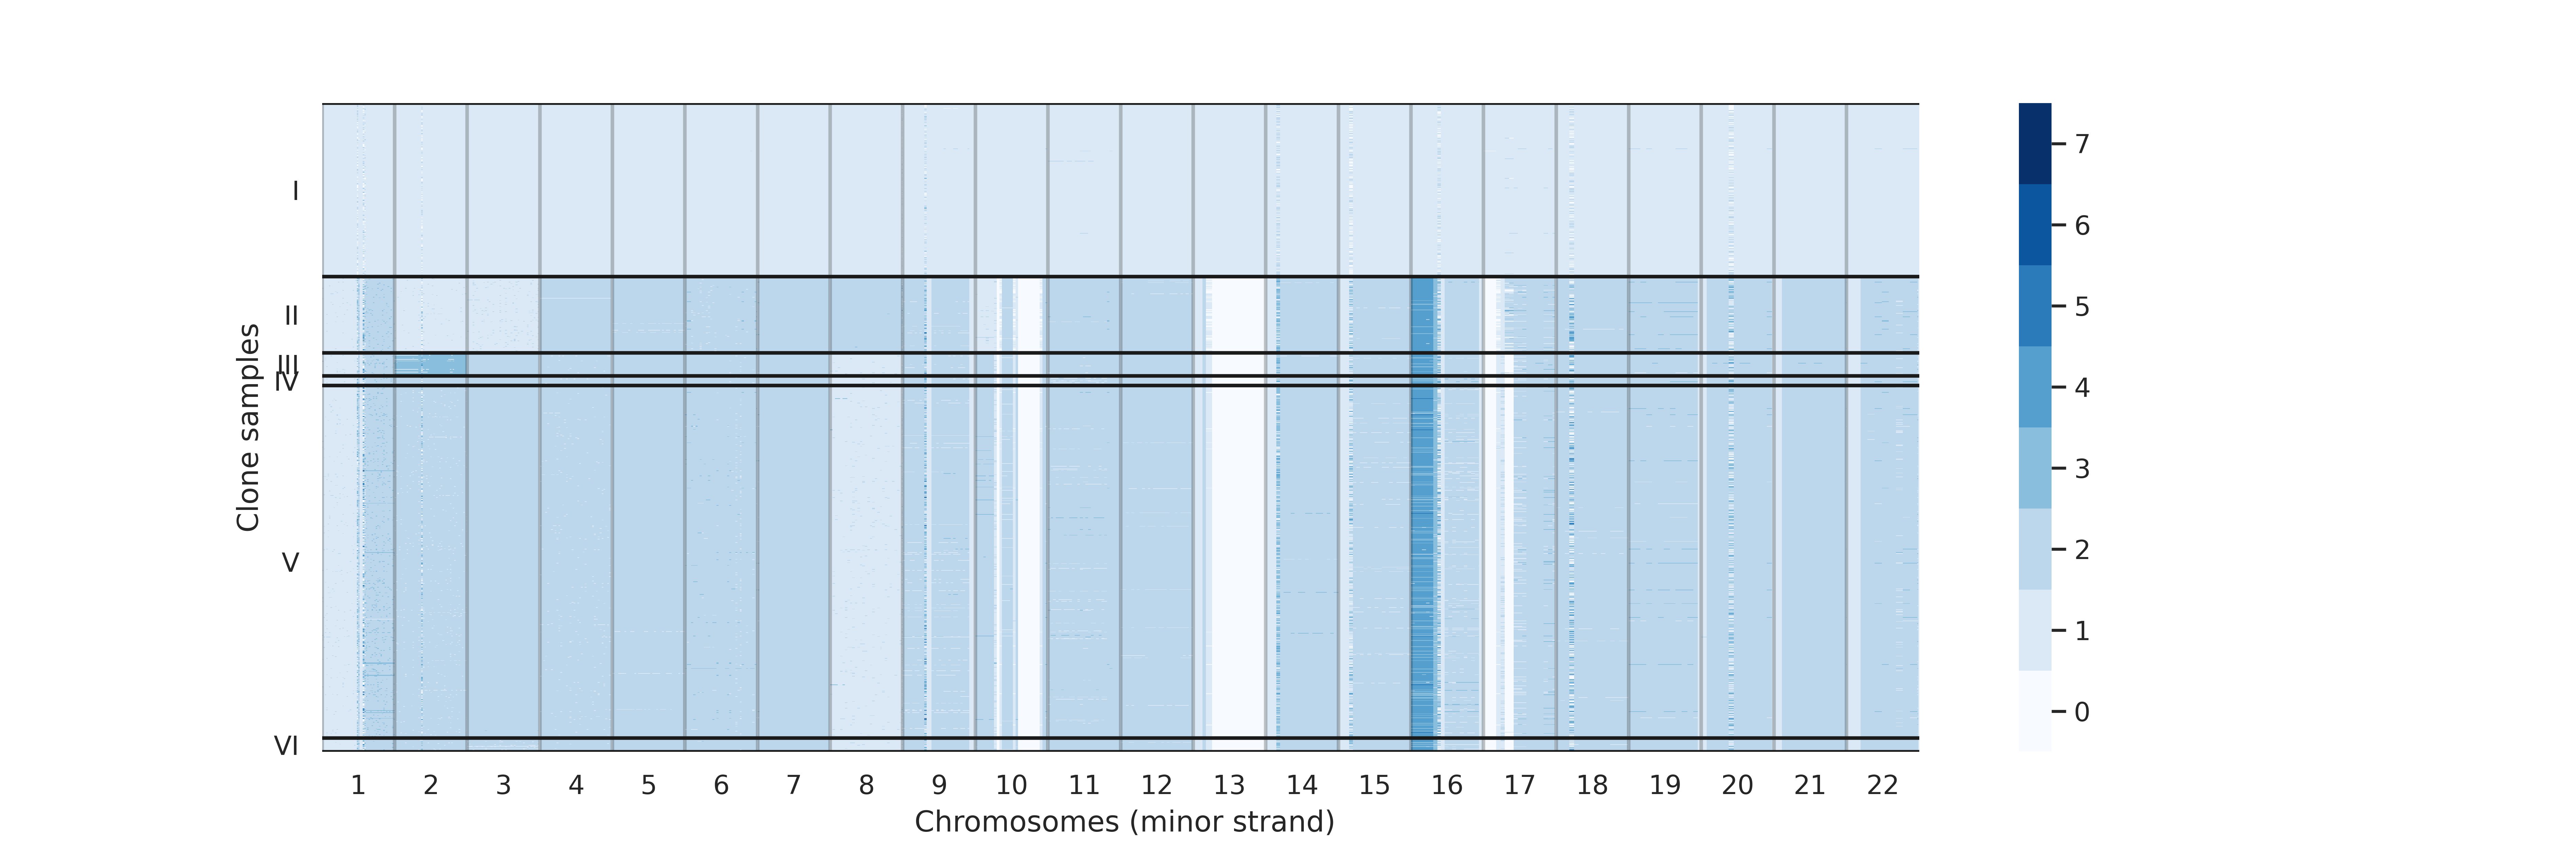 Clone samples
I
II
III
IV
V
VI
1 2 3 4 5 6 7 8 9 10 11 12 13 14 15 16 17 18 19 20 21 22
Chromosomes (minor strand)
7
6
5
4
3
2
1
0